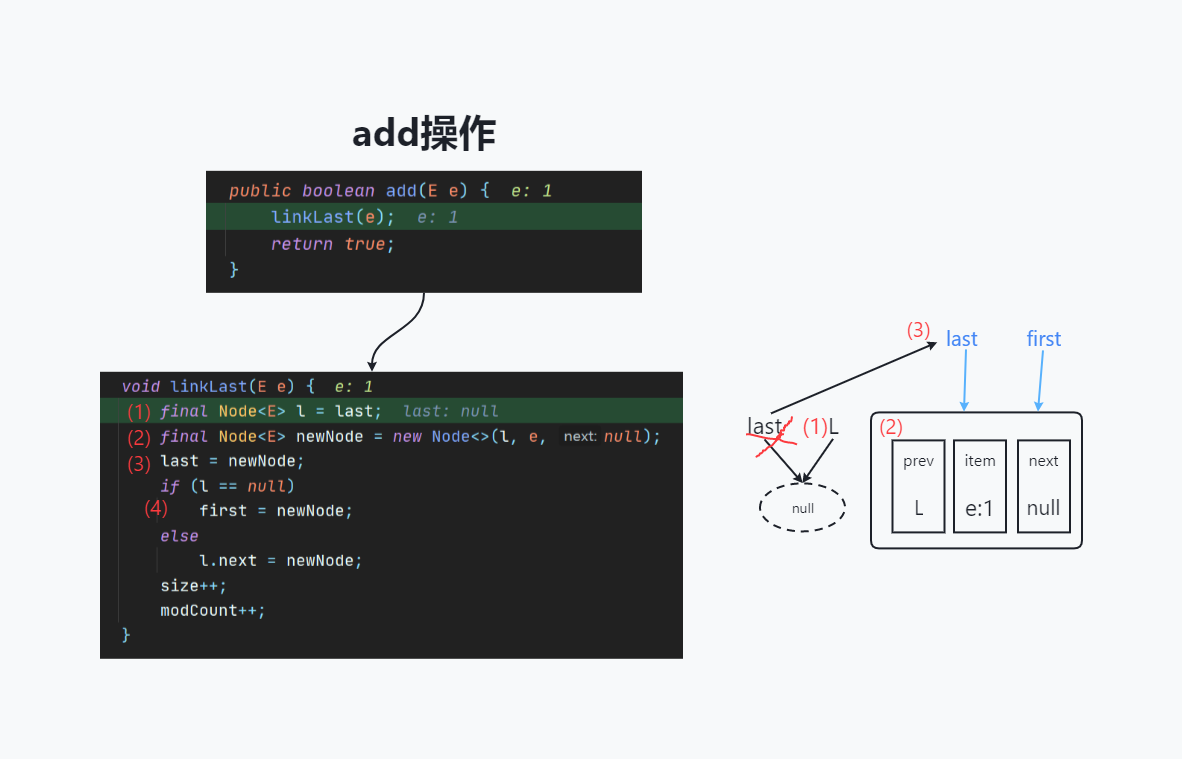 add操作
public boolean add(E e) {  e: 1
linkLast(e);  e: 1
return true;
}
void linkLast(E e) {  e: 1
(1) final Node<E> l = last;  last: null
(2) final Node<E> newNode = new Node<>(l, e, next: null);
(3) last = newNode;
if (l == null)
(4) first = newNode;
else
l.next = newNode;
size++;
modCount++;
}
(3) last first
last (1)L
null
(2)
prev item next
L e:1 null